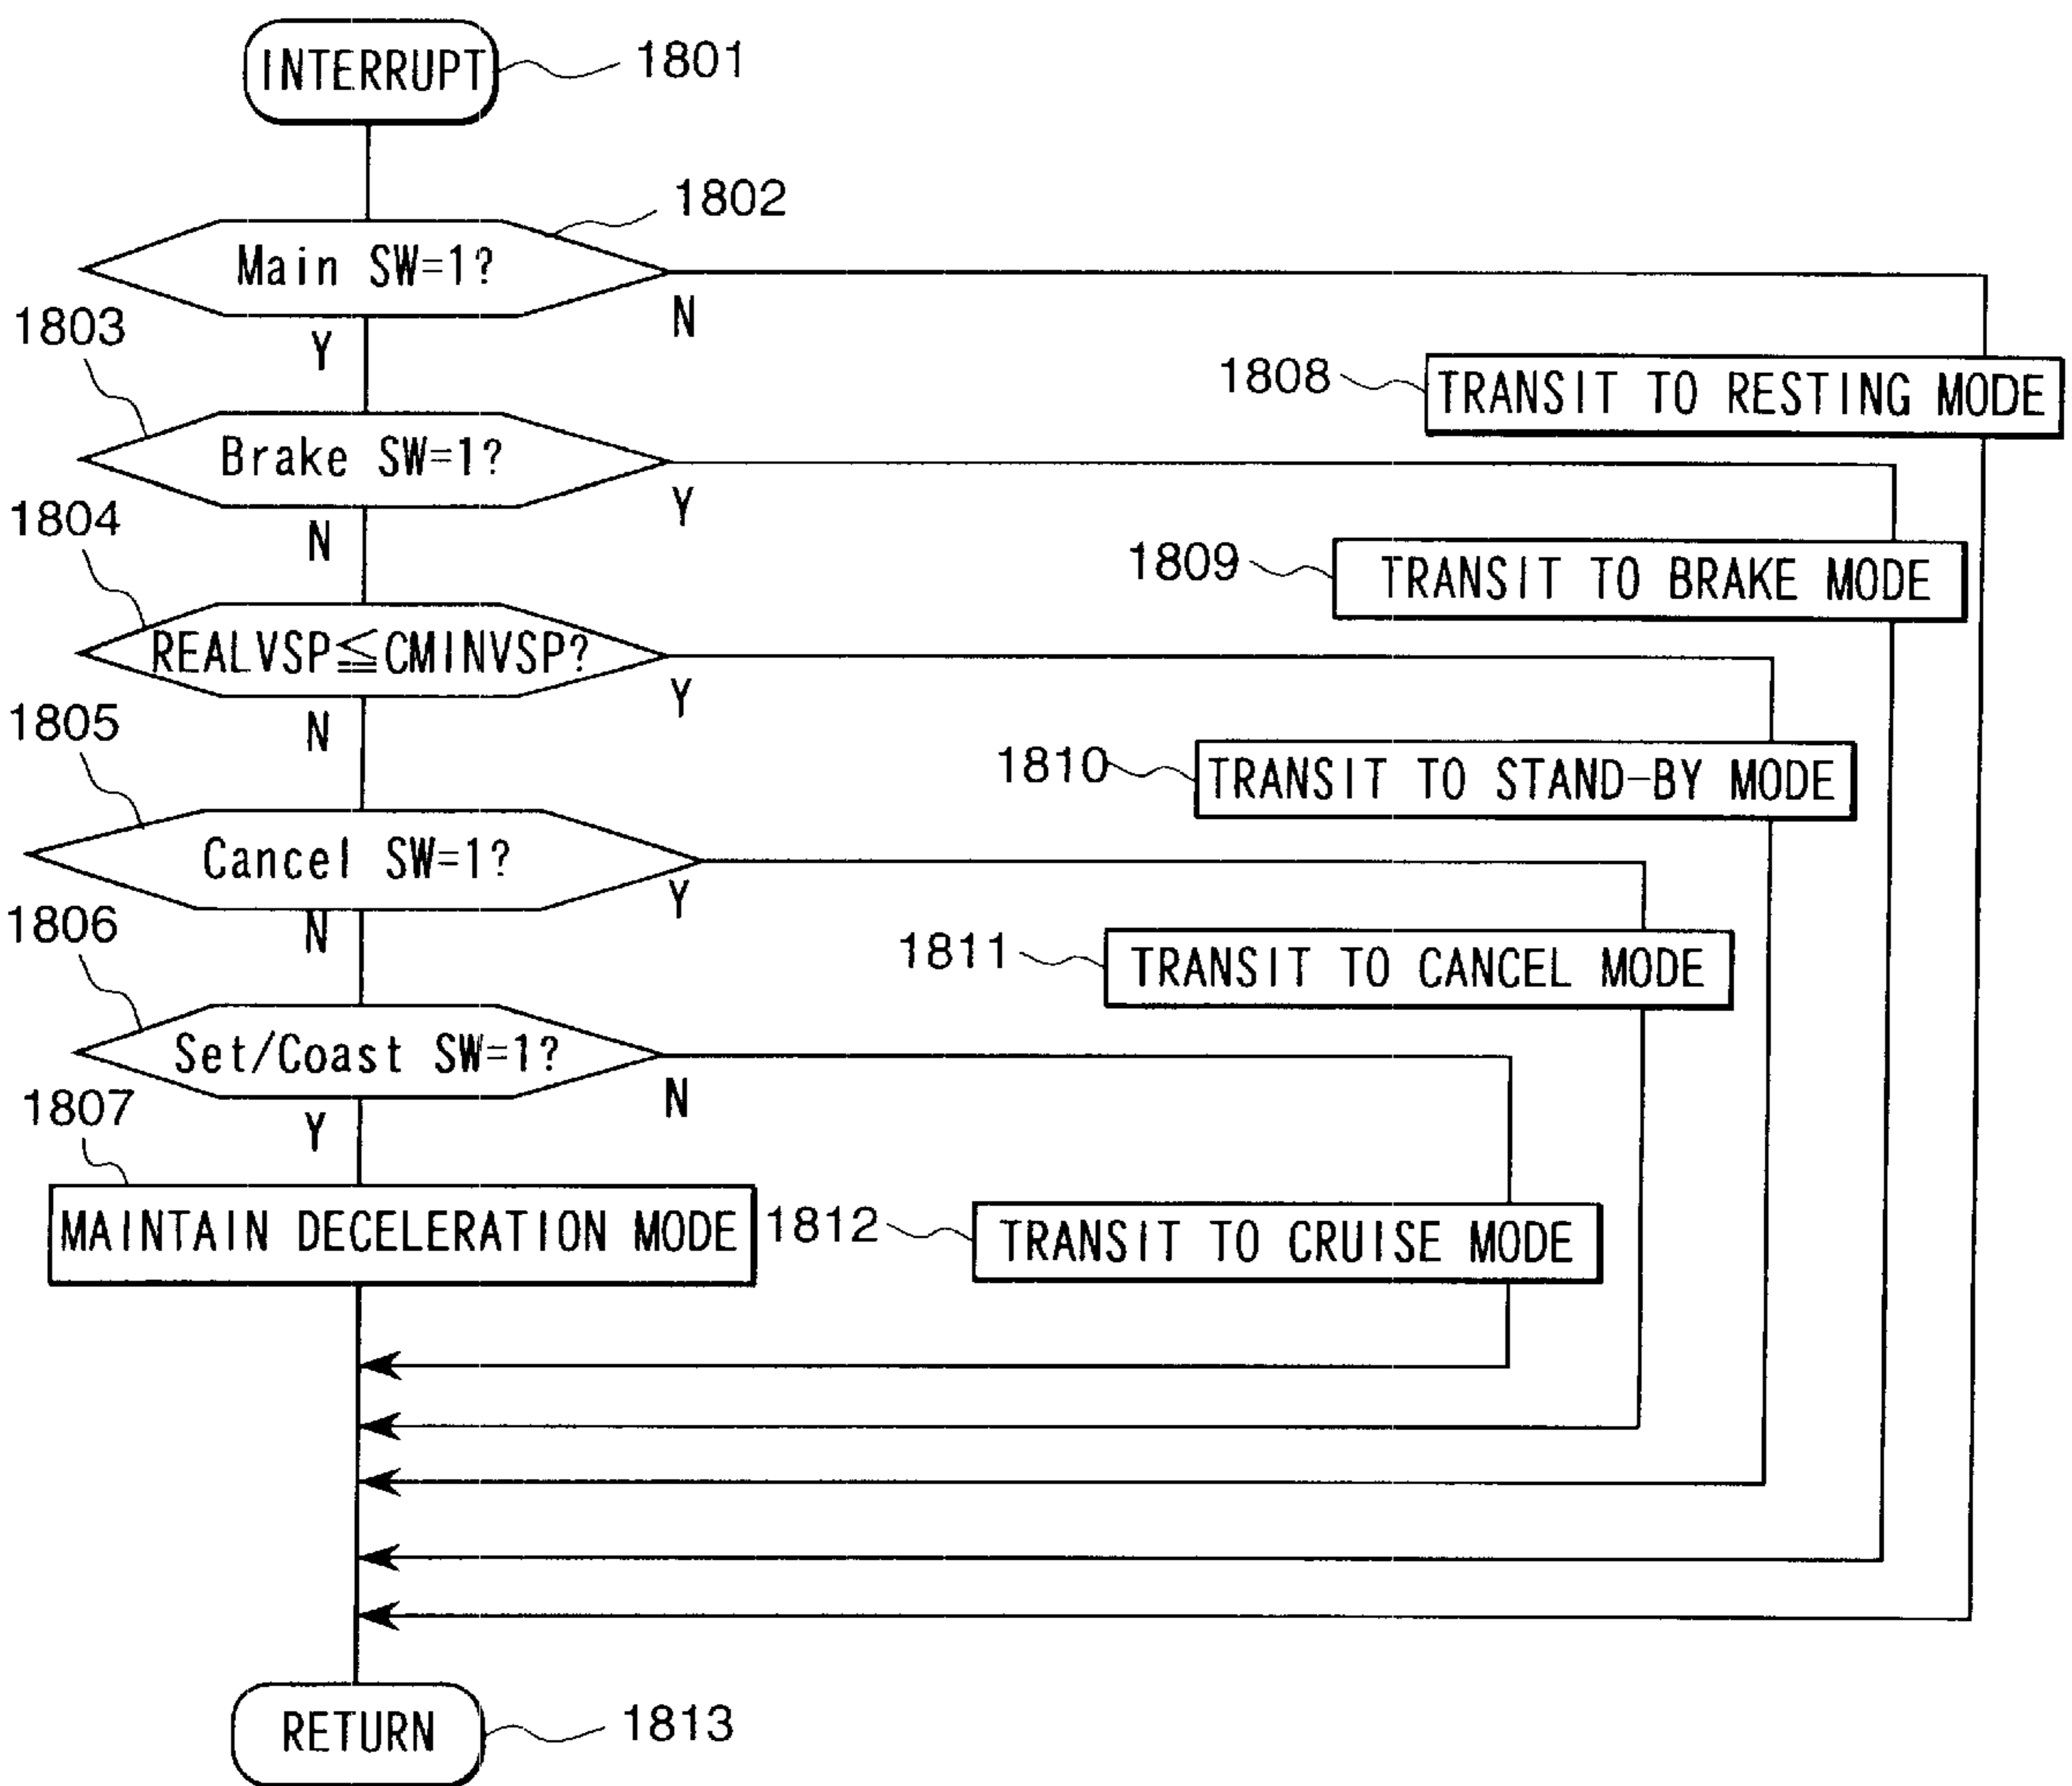 INTERRUPT
1801
1802
Main SW=1?
N
1803
Y
1808
TRANSIT TO RESTING MODE
Brake SW=1?
Y
1804
N
1809
TRANSIT TO BRAKE MODE
REALVSP≦CMINVSP?
Y
1805
N
1810
TRANSIT TO STAND-BY MODE
Cancel SW=1?
Y
1806
N
1811
TRANSIT TO CANCEL MODE
Set/Coast SW=1?
N
1807
Y
MAINTAIN DECELERATION MODE
1812
TRANSIT TO CRUISE MODE
RETURN
1813